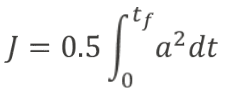 J = 0.5 ∫₀^{t_f} a² dt